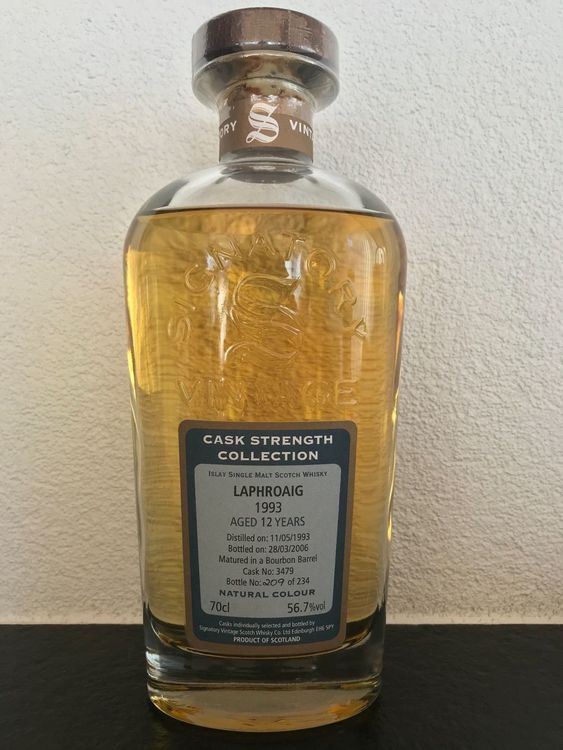 ORY
S
VINT
SIGNATORY
S
VINTAGE
CASK STRENGTH
COLLECTION
ISLAY SINGLE MALT SCOTCH WHISKY
LAPHROAIG
1993
AGED 12 YEARS
Distilled on: 11/05/1993
Bottled on: 28/03/2006
Matured in a Bourbon Barrel
Cask No: 3479
Bottle No: 209 of 234
NATURAL COLOUR
70cl 56.7%vol
Casks individually selected and bottled by
Signatory Vintage Scotch Whisky Co. Ltd Edinburgh EH6 5PY
PRODUCT OF SCOTLAND